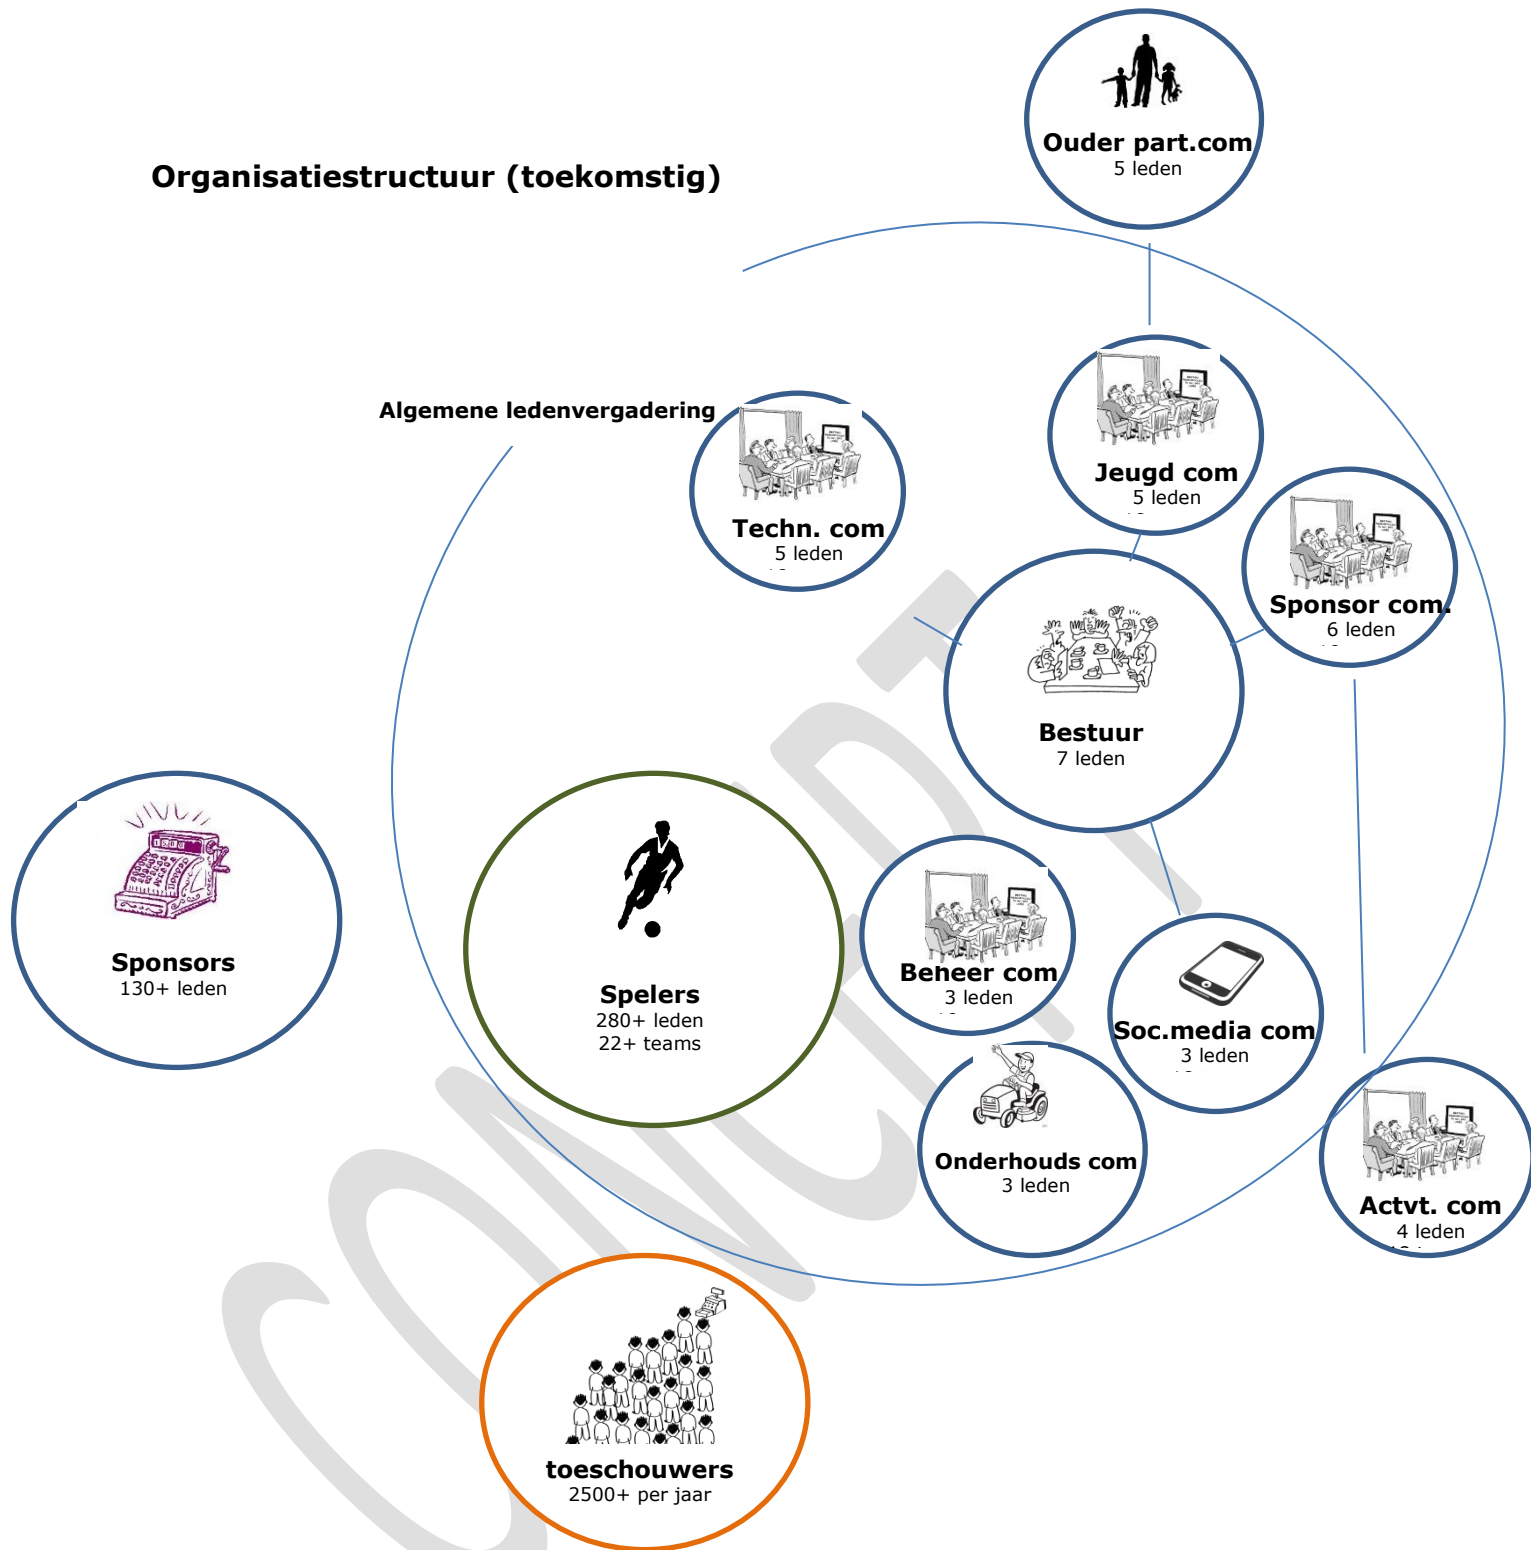 Ouder part.com
5 leden
Organisatiestructuur (toekomstig)
Algemene ledenvergadering
Jeugd com
5 leden
Techn. com
5 leden
Sponsor com.
6 leden
Bestuur
7 leden
Sponsors
130+ leden
Spelers
280+ leden
22+ teams
Beheer com
3 leden
Soc.media com
3 leden
Onderhouds com
3 leden
Actvt. com
4 leden
toeschouwers
2500+ per jaar
CONCEPT